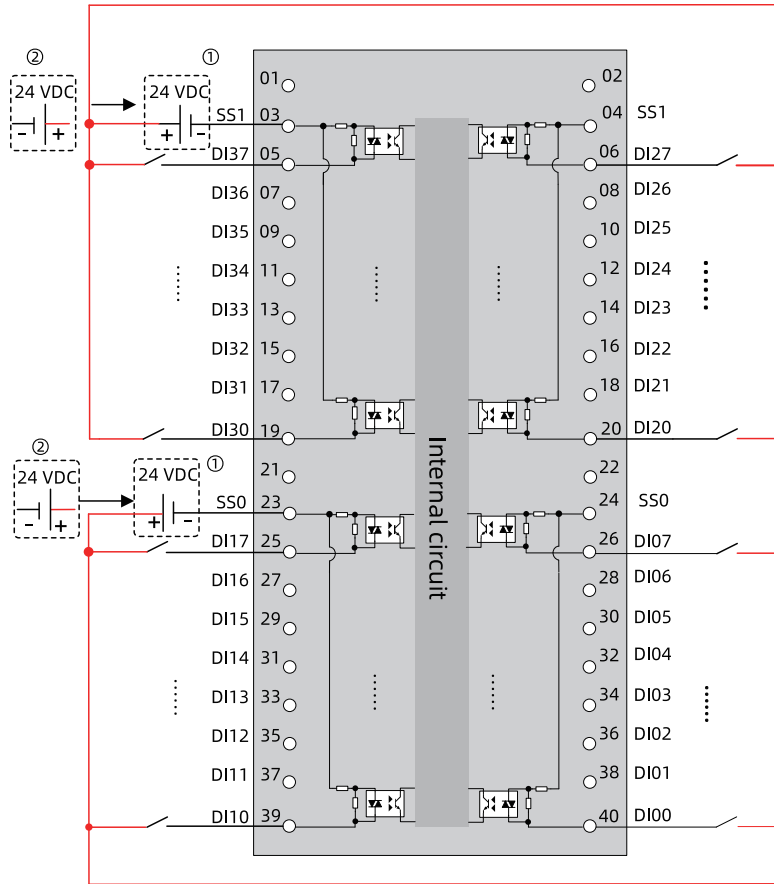 ② ①
24 VDC 24 VDC
- + + -
01 02
SS1 03 04 SS1
DI37 05 06 DI27
DI36 07 08 DI26
DI35 09 10 DI25
DI34 11 12 DI24
DI33 13 14 DI23
DI32 15 16 DI22
DI31 17 18 DI21
DI30 19 20 DI20
Internal circuit
② ①
24 VDC 24 VDC
- + + -
21 22
SS0 23 24 SS0
DI17 25 26 DI07
DI16 27 28 DI06
DI15 29 30 DI05
DI14 31 32 DI04
DI13 33 34 DI03
DI12 35 36 DI02
DI11 37 38 DI01
DI10 39 40 DI00